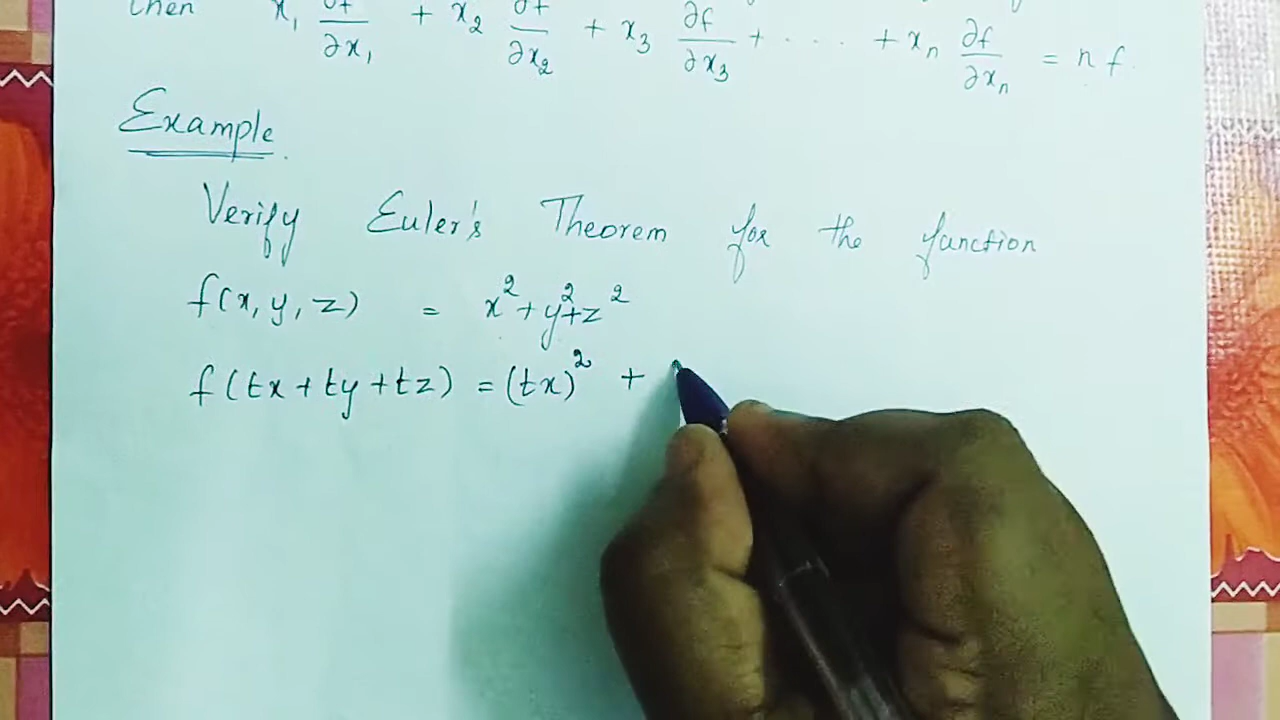 then x₁ ∂f/∂x₁ + x₂ ∂f/∂x₂ + x₃ ∂f/∂x₃ + . . . . + xₙ ∂f/∂xₙ = n f.
Example.
Verify Euler's Theorem for the function
f(x, y, z) = x² + y² + z²
f(tx + ty + tz) = (tx)² +